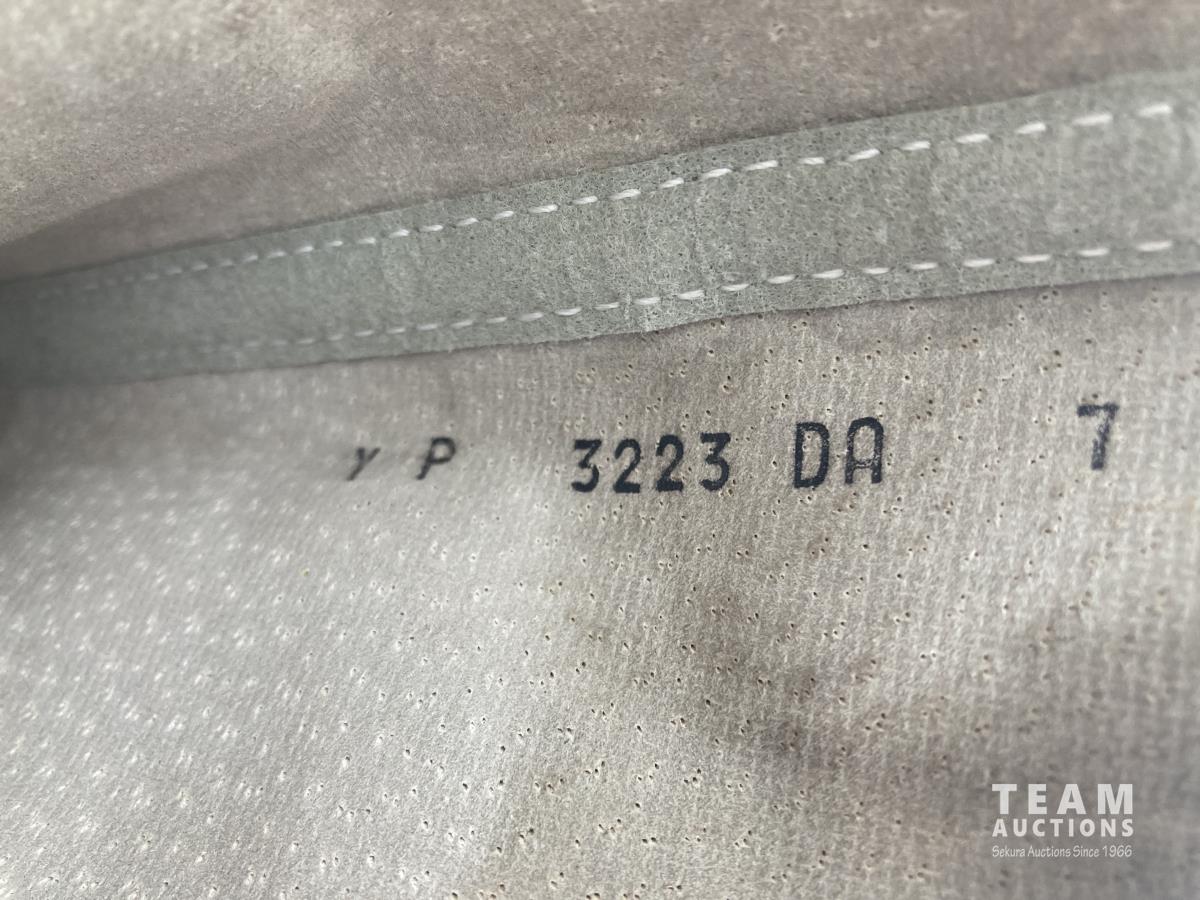 Y P 3223 DA 7
TEAM
AUCTIONS
Sekura Auctions Since 1966